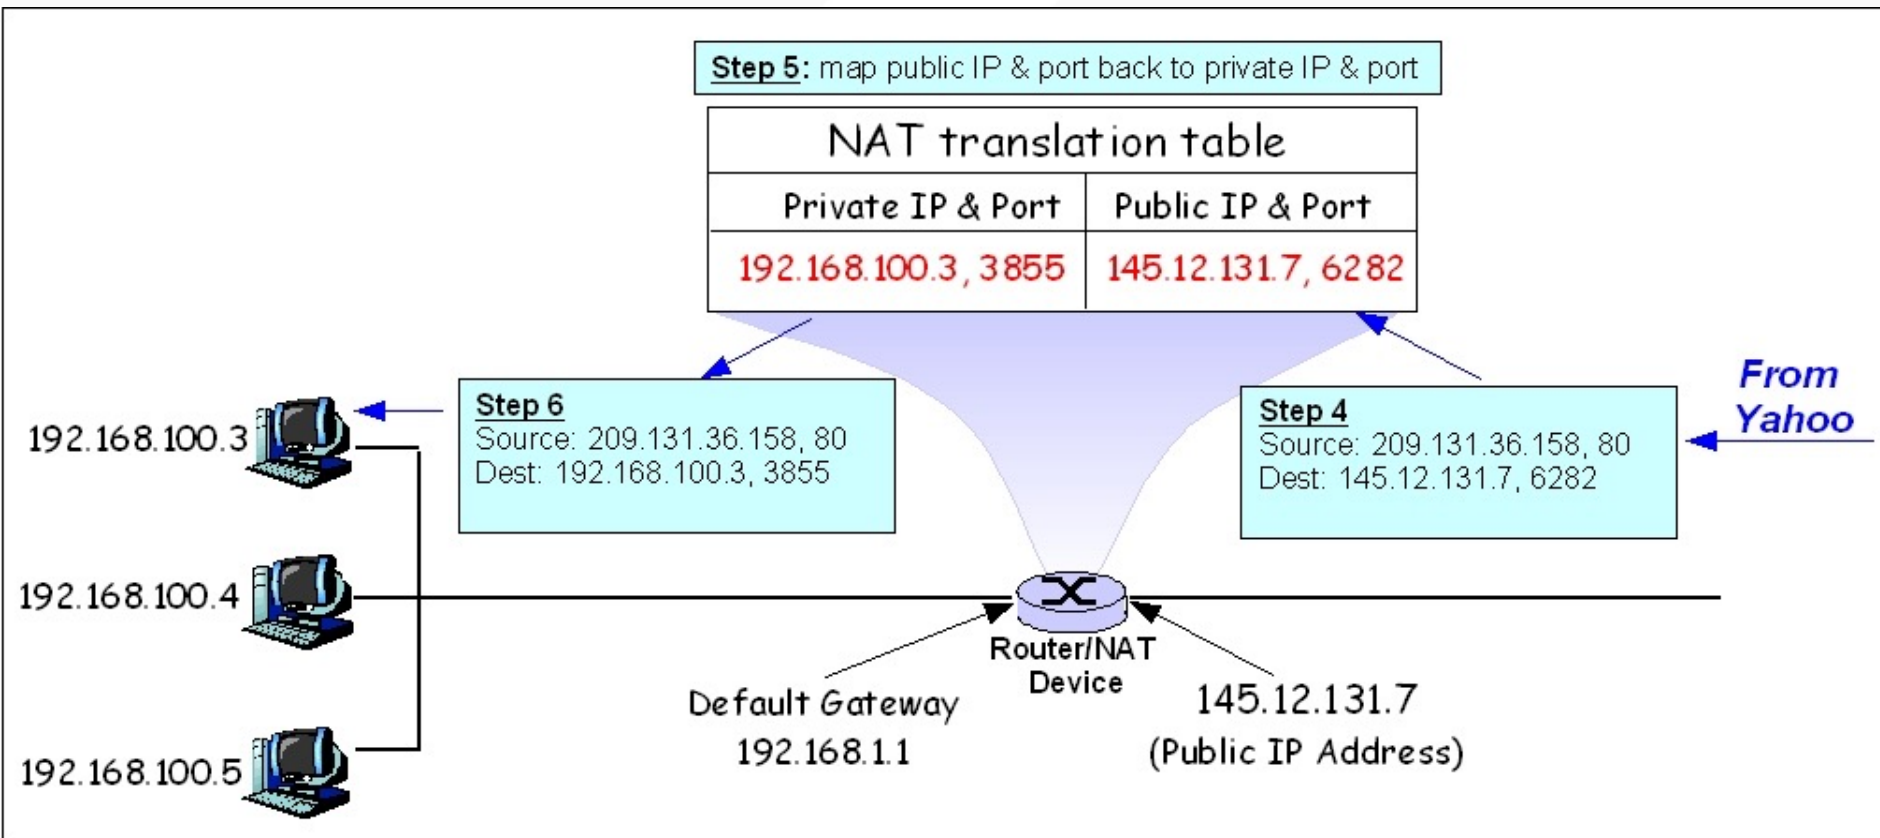 Step 5: map public IP & port back to private IP & port
NAT translation table
Private IP & Port
Public IP & Port
192.168.100.3, 3855
145.12.131.7, 6282
From
Yahoo
Step 6
Source: 209.131.36.158, 80
Dest: 192.168.100.3, 3855
Step 4
Source: 209.131.36.158, 80
Dest: 145.12.131.7, 6282
192.168.100.3
192.168.100.4
192.168.100.5
Router/NAT
Device
Default Gateway
192.168.1.1
145.12.131.7
(Public IP Address)